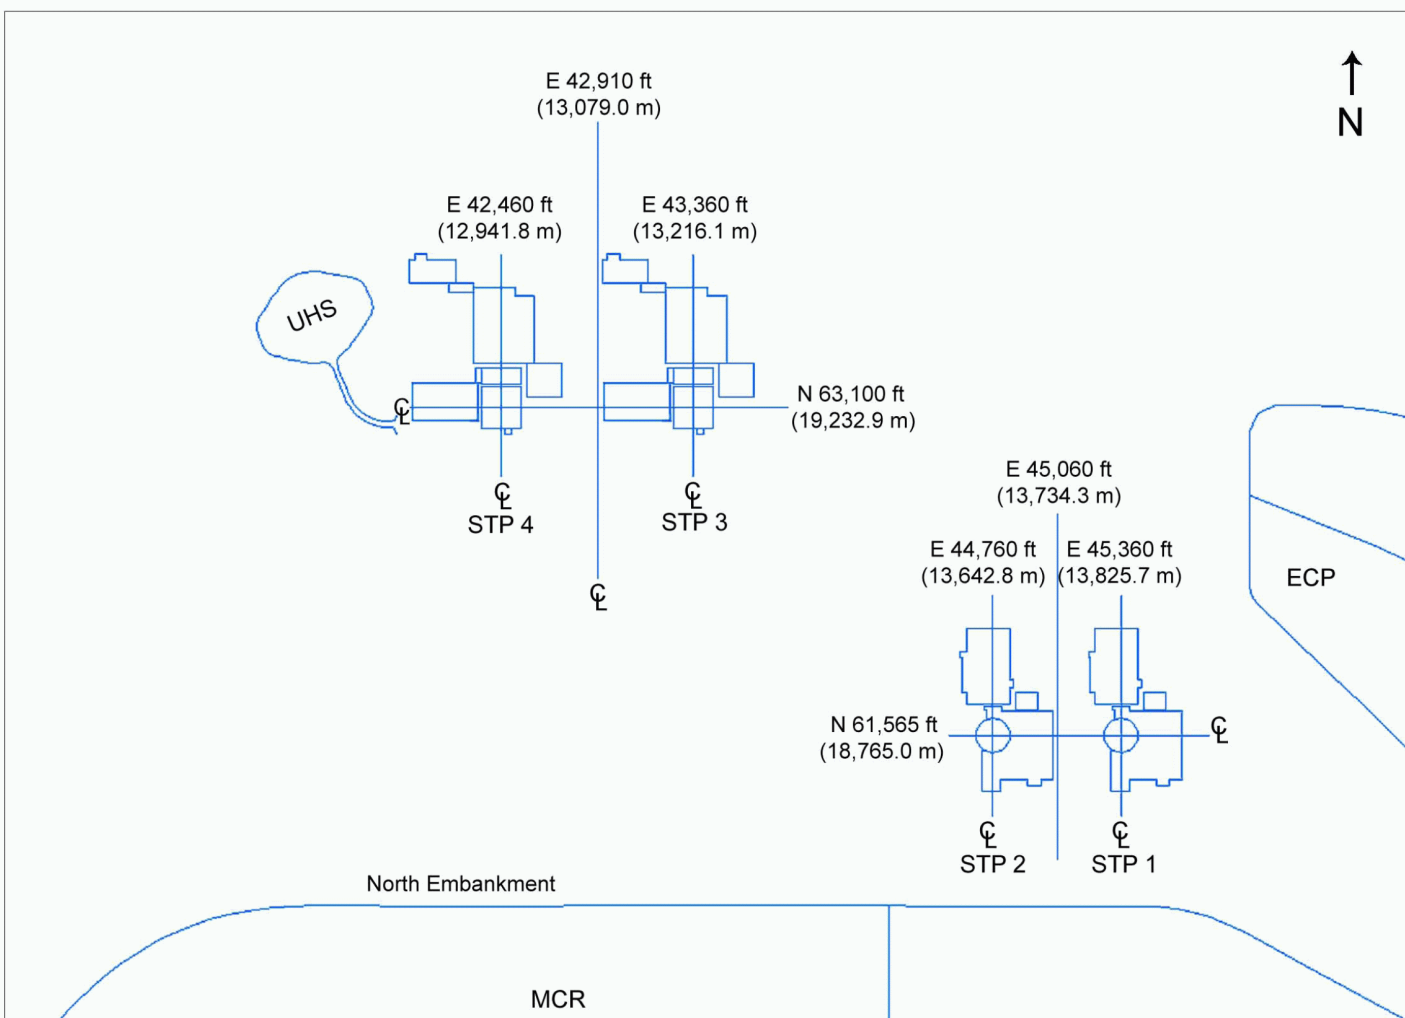 E 42,910 ft
(13,079.0 m)
N
E 42,460 ft
(12,941.8 m)
E 43,360 ft
(13,216.1 m)
UHS
N 63,100 ft
(19,232.9 m)
℄
℄
STP 4
℄
STP 3
℄
E 45,060 ft
(13,734.3 m)
E 44,760 ft
(13,642.8 m)
E 45,360 ft
(13,825.7 m)
ECP
N 61,565 ft
(18,765.0 m)
℄
℄
STP 2
℄
STP 1
North Embankment
MCR